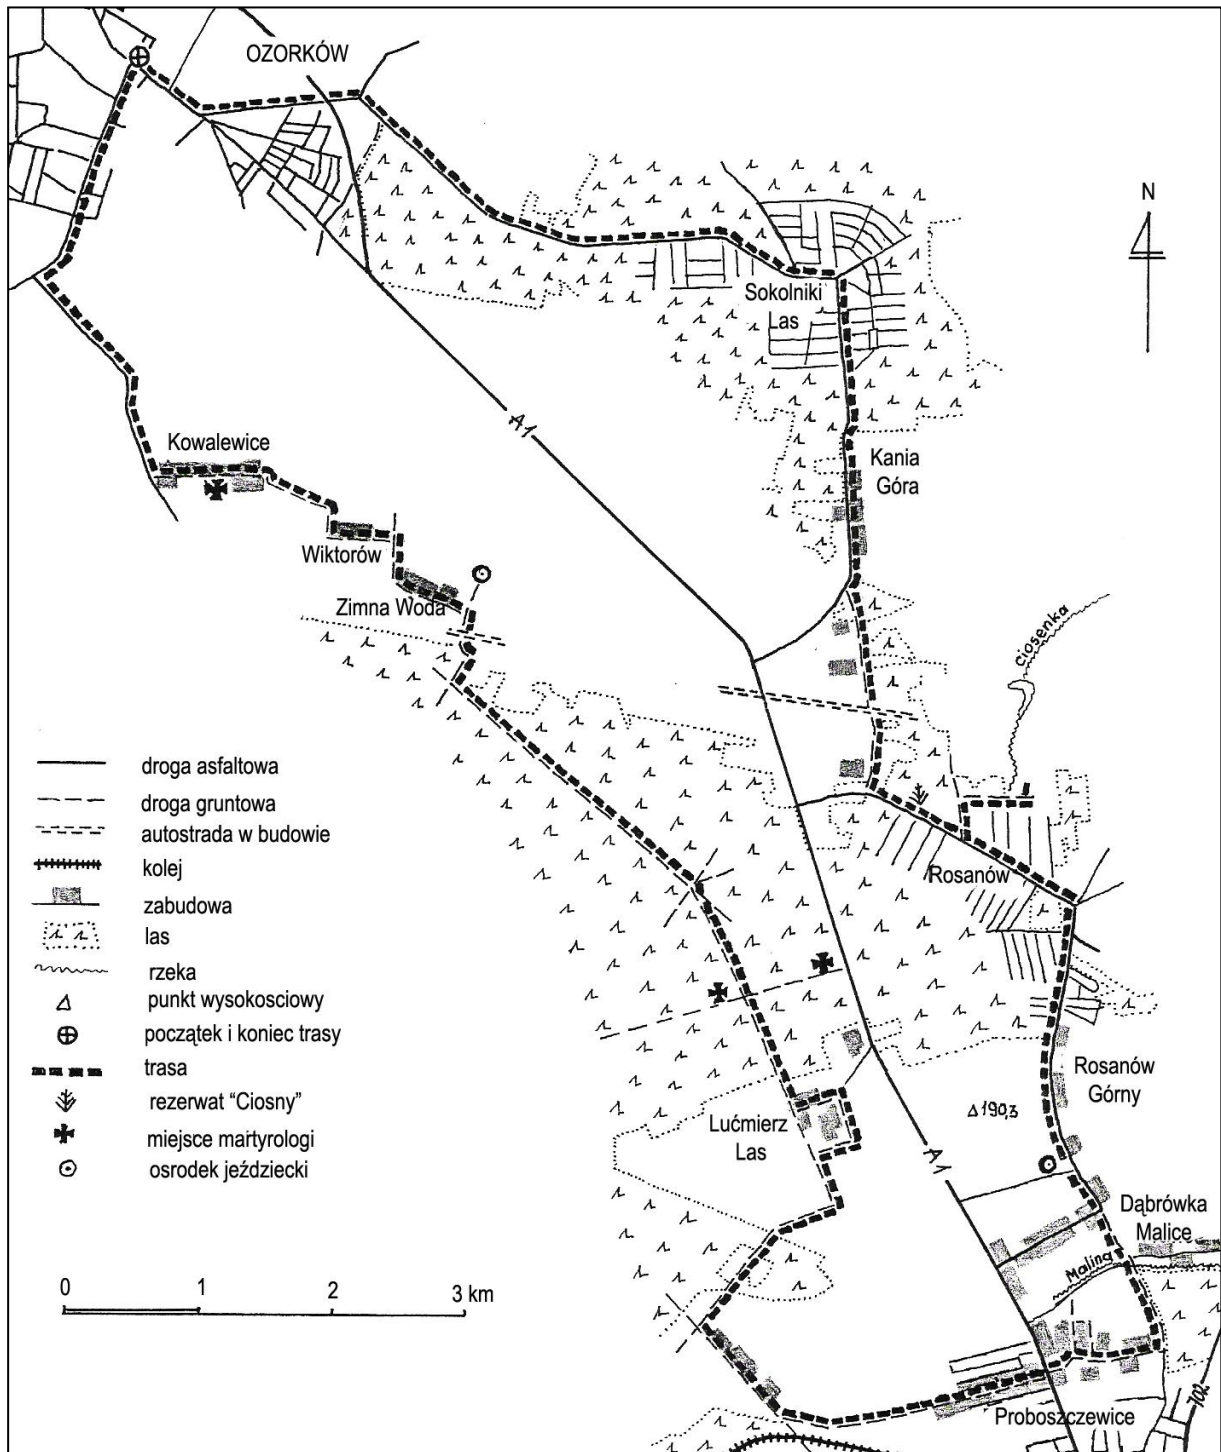 OZORKÓW
N
Sokolniki
Las
A1
Kowalewice
Kania
Góra
Wiktorów
Zimna Woda
Ciosenka
droga asfaltowa
droga gruntowa
autostrada w budowie
kolej
zabudowa
las
rzeka
punkt wysokosciowy
początek i koniec trasy
trasa
rezerwat "Ciosny"
miejsce martyrologi
osrodek jeździecki
Rosanów
Rosanów
Górny
190,3
Lućmierz
Las
A1
Dąbrówka
Malice
Malina
0 1 2 3 km
Proboszczewice
702